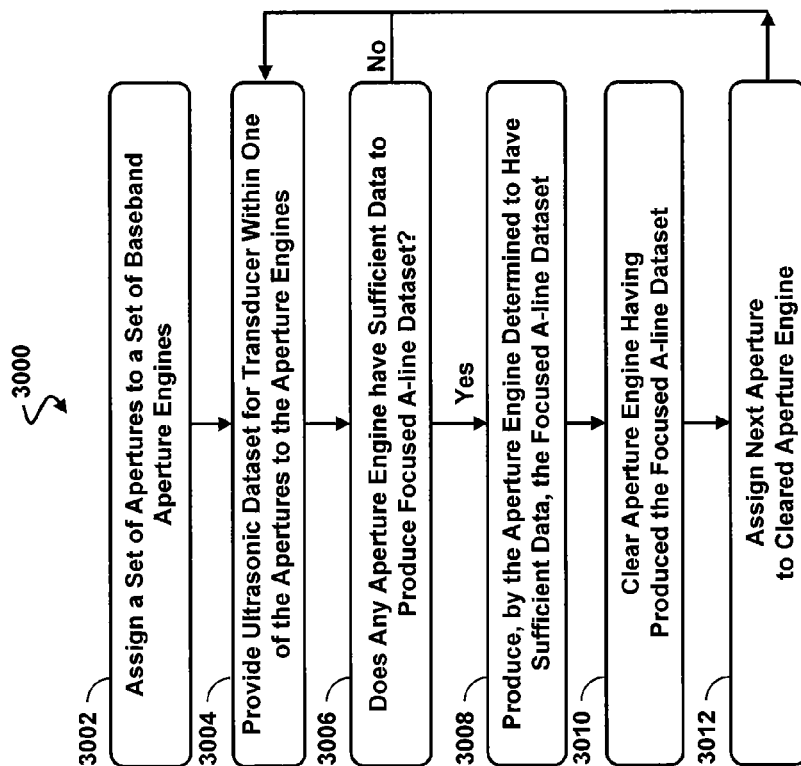 3000
3002
Assign a Set of Apertures to a Set of Baseband
Aperture Engines
3004
Provide Ultrasonic Dataset for Transducer Within One
of the Apertures to the Aperture Engines
3006
Does Any Aperture Engine have Sufficient Data to
Produce Focused A-line Dataset?
No
Yes
3008
Produce, by the Aperture Engine Determined to Have
Sufficient Data, the Focused A-line Dataset
3010
Clear Aperture Engine Having
Produced the Focused A-line Dataset
3012
Assign Next Aperture
to Cleared Aperture Engine